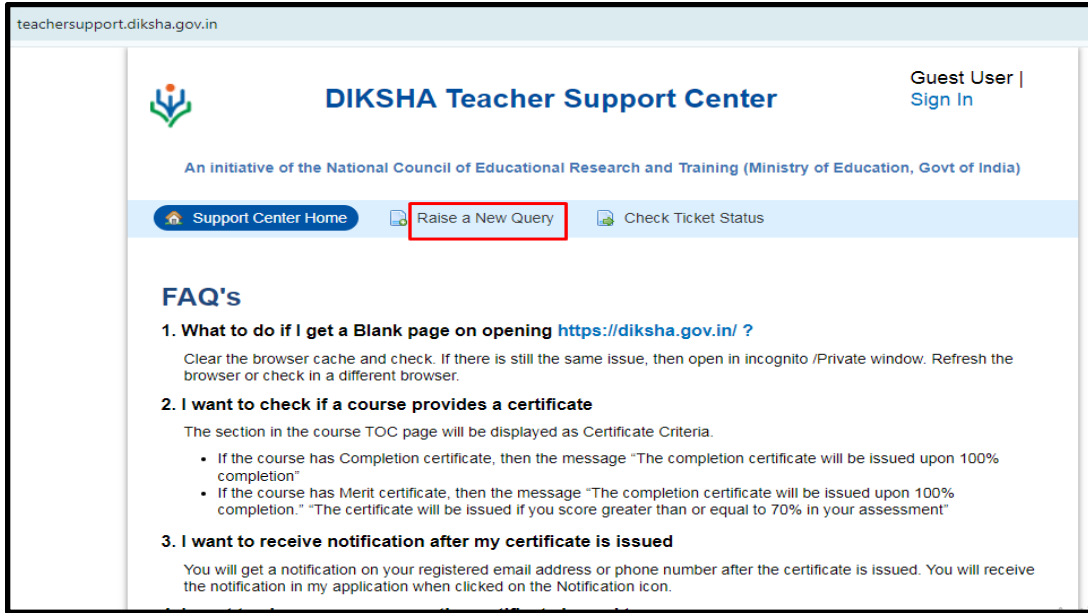 teachersupport.diksha.gov.in
Guest User |
Sign In
DIKSHA Teacher Support Center
An initiative of the National Council of Educational Research and Training (Ministry of Education, Govt of India)
Support Center Home
Raise a New Query
Check Ticket Status
FAQ's
1. What to do if I get a Blank page on opening https://diksha.gov.in/ ?
Clear the browser cache and check. If there is still the same issue, then open in incognito /Private window. Refresh the
browser or check in a different browser.
2. I want to check if a course provides a certificate
The section in the course TOC page will be displayed as Certificate Criteria.
• If the course has Completion certificate, then the message “The completion certificate will be issued upon 100%
completion”
• If the course has Merit certificate, then the message “The completion certificate will be issued upon 100%
completion.” “The certificate will be issued if you score greater than or equal to 70% in your assessment”
3. I want to receive notification after my certificate is issued
You will get a notification on your registered email address or phone number after the certificate is issued. You will receive
the notification in my application when clicked on the Notification icon.